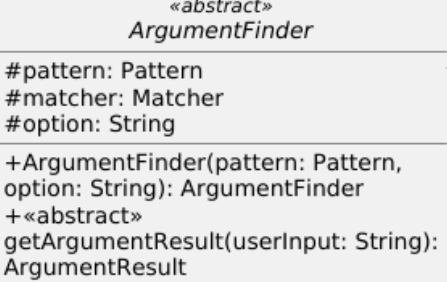 «abstract»
ArgumentFinder
#pattern: Pattern
#matcher: Matcher
#option: String
+ArgumentFinder(pattern: Pattern,
option: String): ArgumentFinder
+«abstract»
getArgumentResult(userInput: String):
ArgumentResult